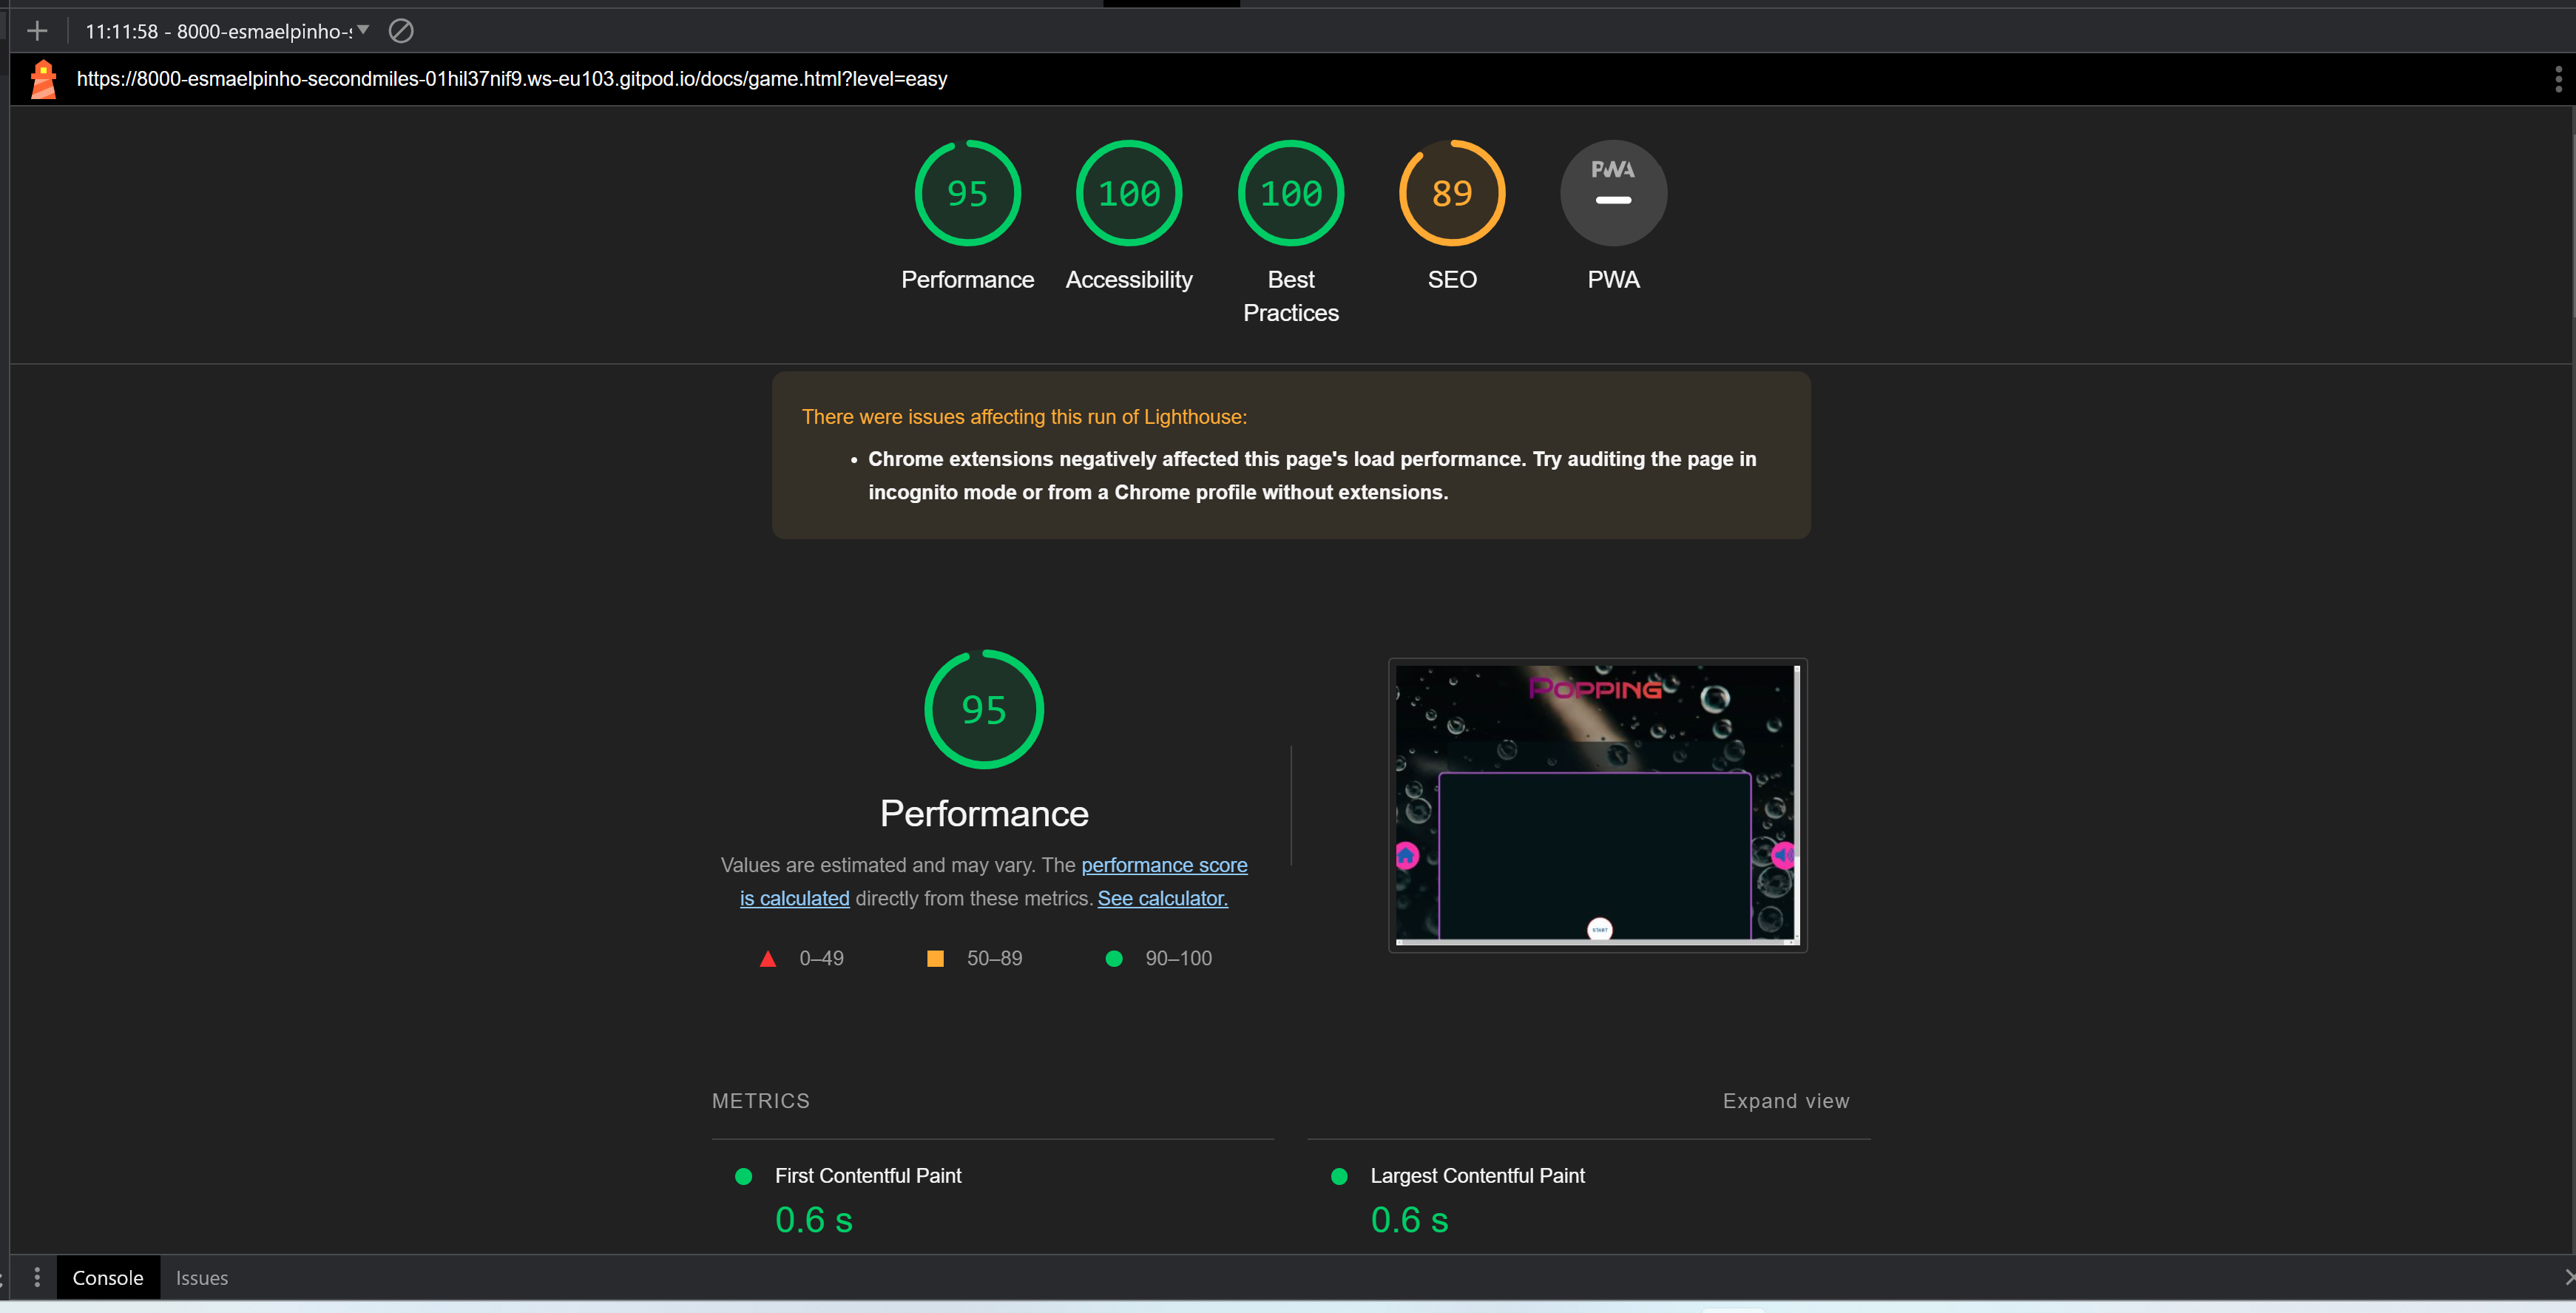 11:11:58 - 8000-esmaelpinho-s
https://8000-esmaelpinho-secondmiles-01hil37nif9.ws-eu103.gitpod.io/docs/game.html?level=easy
95
100
100
89
PWA
Performance
Accessibility
Best
Practices
SEO
PWA
There were issues affecting this run of Lighthouse:
Chrome extensions negatively affected this page's load performance. Try auditing the page in
incognito mode or from a Chrome profile without extensions.
95
Performance
Values are estimated and may vary. The performance score
is calculated directly from these metrics. See calculator.
0–49
50–89
90–100
Popping
START
METRICS
Expand view
First Contentful Paint
0.6 s
Largest Contentful Paint
0.6 s
Console
Issues